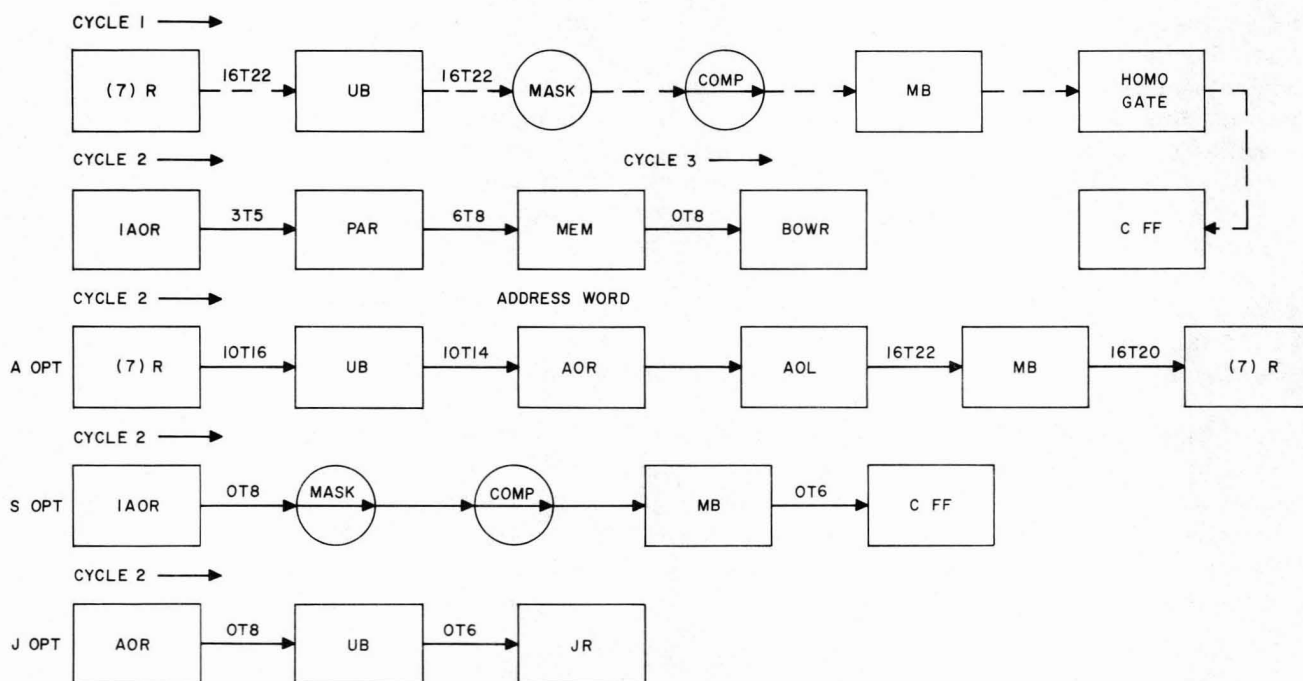 CYCLE 1
(7) R 16T22 UB 16T22 MASK COMP MB HOMO GATE
CYCLE 2 CYCLE 3
IAOR 3T5 PAR 6T8 MEM 0T8 BOWR C FF
CYCLE 2 ADDRESS WORD
A OPT (7) R 10T16 UB 10T14 AOR AOL 16T22 MB 16T20 (7) R
CYCLE 2
S OPT IAOR 0T8 MASK COMP MB 0T6 C FF
CYCLE 2
J OPT AOR 0T8 UB 0T6 JR